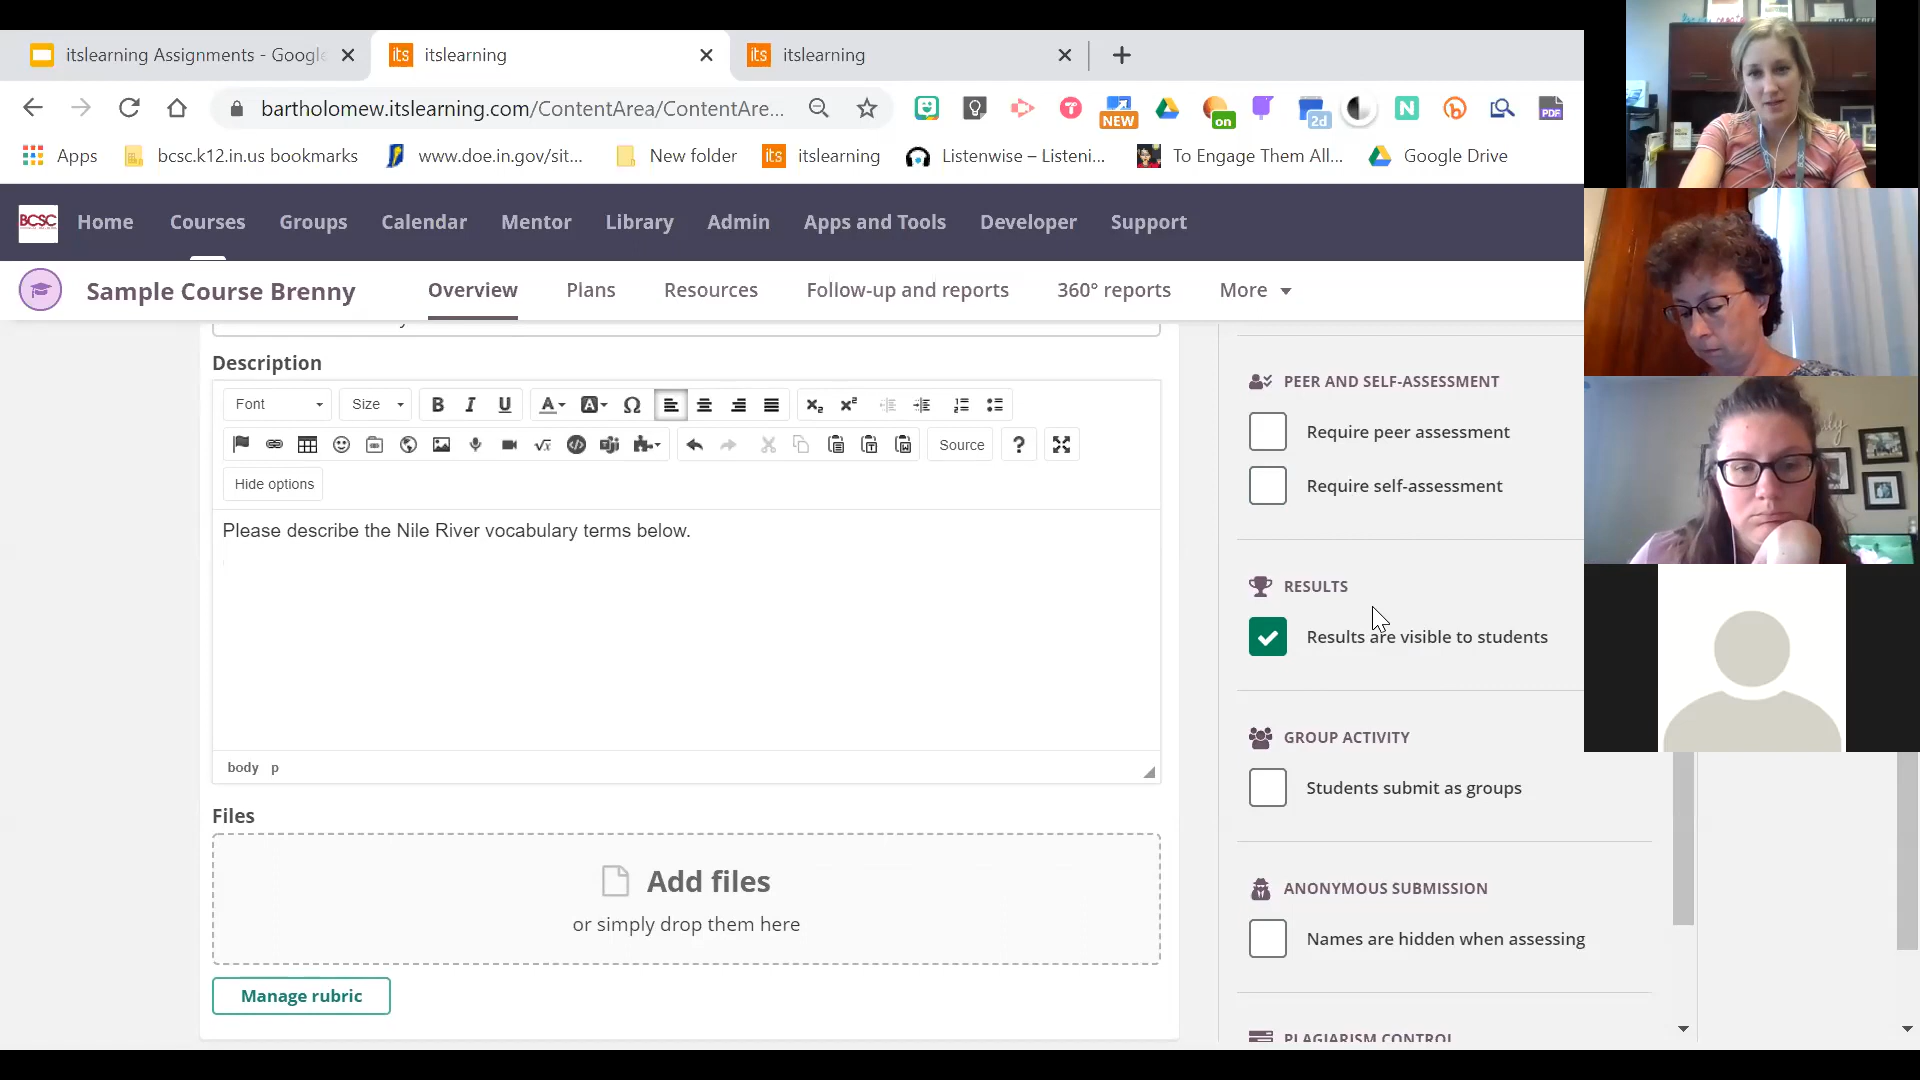 itslearning Assignments - Google
itslearning
itslearning
bartholomew.itslearning.com/ContentArea/ContentAre...
NEW
on
2d
N
PDF
Apps
bcsc.k12.in.us bookmarks
www.doe.in.gov/sit...
New folder
its
itslearning
Listenwise – Listeni...
To Engage Them All...
Google Drive
BCSC
Home
Courses
Groups
Calendar
Mentor
Library
Admin
Apps and Tools
Developer
Support
Sample Course Brenny
Overview
Plans
Resources
Follow-up and reports
360° reports
More
Description
Font
Size
B
I
U
Source
Hide options
Please describe the Nile River vocabulary terms below.
body p
Files
Add files
or simply drop them here
Manage rubric
PEER AND SELF-ASSESSMENT
Require peer assessment
Require self-assessment
RESULTS
Results are visible to students
GROUP ACTIVITY
Students submit as groups
ANONYMOUS SUBMISSION
Names are hidden when assessing
PLAGIARISM CONTROL